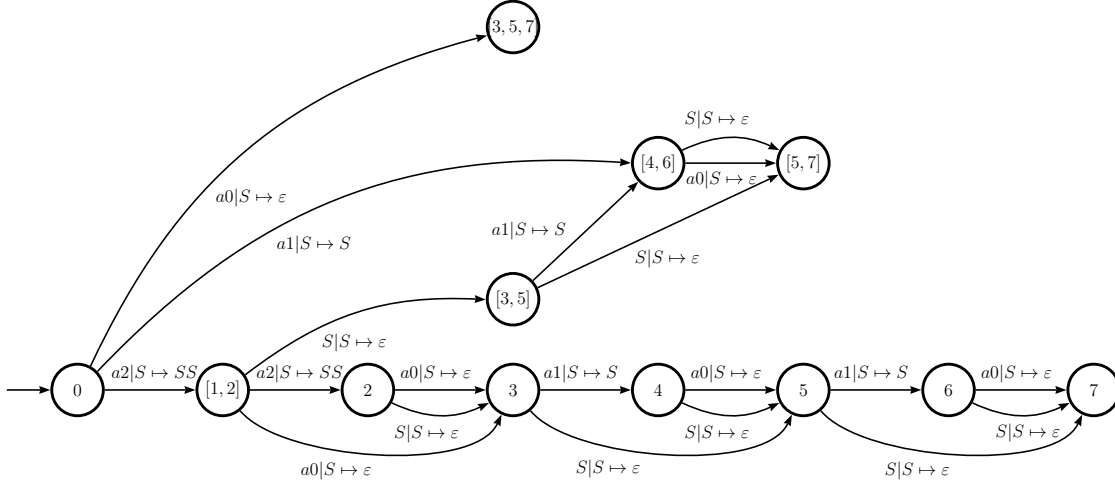 3, 5, 7
S|S ↦ ε
[4, 6]
[5, 7]
a0|S ↦ ε
a0|S ↦ ε
a1|S ↦ S
a1|S ↦ S
S|S ↦ ε
[3, 5]
S|S ↦ ε
0
a2|S ↦ SS
[1, 2]
a2|S ↦ SS
2
a0|S ↦ ε
3
a1|S ↦ S
4
a0|S ↦ ε
5
a1|S ↦ S
6
a0|S ↦ ε
7
S|S ↦ ε
S|S ↦ ε
S|S ↦ ε
a0|S ↦ ε
S|S ↦ ε
S|S ↦ ε